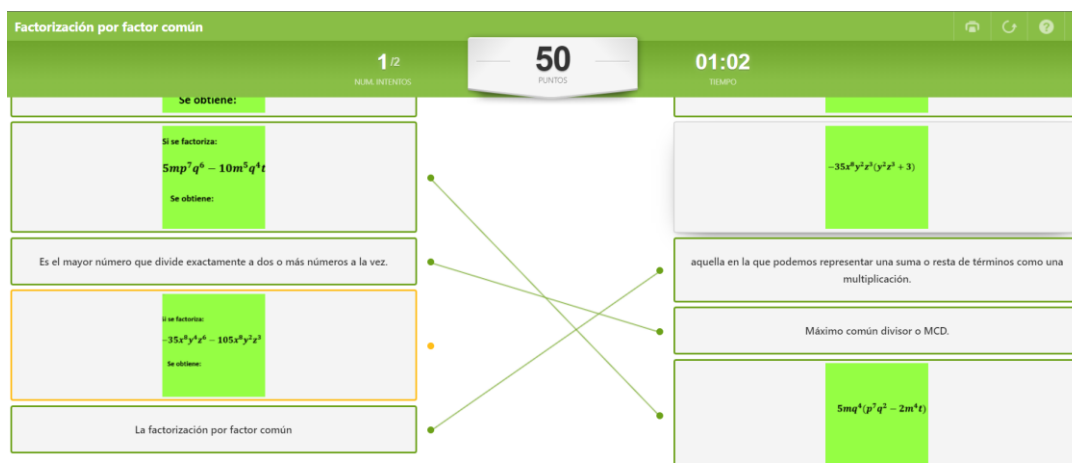 Factorización por factor común
1/2
NUM. INTENTOS
50
PUNTOS
01:02
TIEMPO
Se obtiene:
Si se factoriza:
5mp⁷q⁶ − 10m⁵q⁴t
Se obtiene:
Es el mayor número que divide exactamente a dos o más números a la vez.
Si se factoriza:
−35x⁸y⁴z⁶ − 105x⁸y²z³
Se obtiene:
La factorización por factor común
−35x⁸y²z³(y²z³ + 3)
aquella en la que podemos representar una suma o resta de términos como una
multiplicación.
Máximo común divisor o MCD.
5mq⁴(p⁷q² − 2m⁴t)